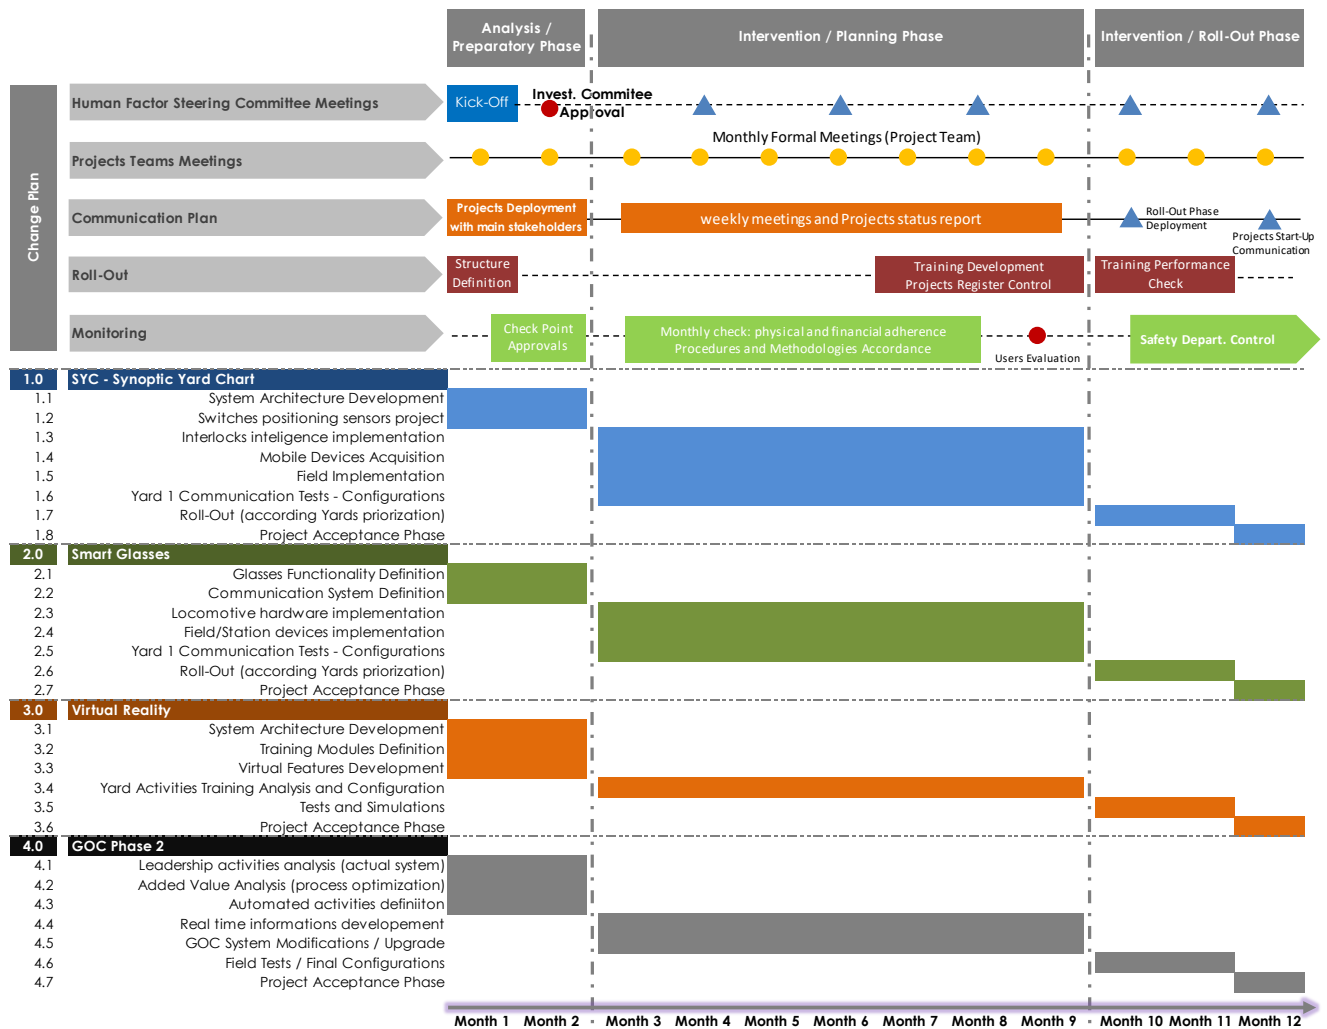 Analysis /
Preparatory Phase
Intervention / Planning Phase
Intervention / Roll-Out Phase
Change Plan
Human Factor Steering Committee Meetings
Kick-Off
Invest. Commitee
Approval
Projects Teams Meetings
Monthly Formal Meetings (Project Team)
Communication Plan
Projects Deployment
with main stakeholders
weekly meetings and Projects status report
Roll-Out Phase
Deployment
Projects Start-Up
Communication
Roll-Out
Structure
Definition
Training Development
Projects Register Control
Training Performance
Check
Monitoring
Check Point
Approvals
Monthly check: physical and financial adherence
Procedures and Methodologies Accordance
Users Evaluation
Safety Depart. Control
1.0 SYC - Synoptic Yard Chart
1.1 System Architecture Development
1.2 Switches positioning sensors project
1.3 Interlocks inteligence implementation
1.4 Mobile Devices Acquisition
1.5 Field Implementation
1.6 Yard 1 Communication Tests - Configurations
1.7 Roll-Out (according Yards priorization)
1.8 Project Acceptance Phase
2.0 Smart Glasses
2.1 Glasses Functionality Definition
2.2 Communication System Definition
2.3 Locomotive hardware implementation
2.4 Field/Station devices implementation
2.5 Yard 1 Communication Tests - Configurations
2.6 Roll-Out (according Yards priorization)
2.7 Project Acceptance Phase
3.0 Virtual Reality
3.1 System Architecture Development
3.2 Training Modules Definition
3.3 Virtual Features Development
3.4 Yard Activities Training Analysis and Configuration
3.5 Tests and Simulations
3.6 Project Acceptance Phase
4.0 GOC Phase 2
4.1 Leadership activities analysis (actual system)
4.2 Added Value Analysis (process optimization)
4.3 Automated activities definiiton
4.4 Real time informations developement
4.5 GOC System Modifications / Upgrade
4.6 Field Tests / Final Configurations
4.7 Project Acceptance Phase
Month 1 Month 2 Month 3 Month 4 Month 5 Month 6 Month 7 Month 8 Month 9 Month 10 Month 11 Month 12